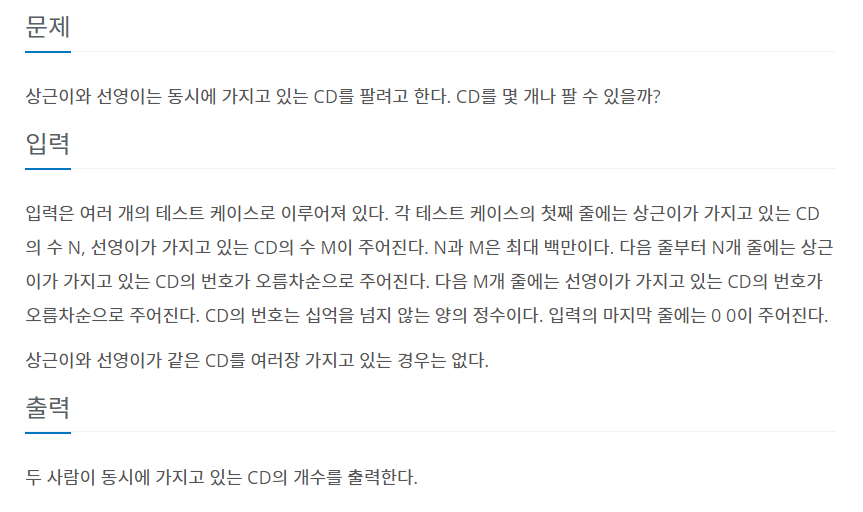 문제
상근이와 선영이는 동시에 가지고 있는 CD를 팔려고 한다. CD를 몇 개나 팔 수 있을까?
입력
입력은 여러 개의 테스트 케이스로 이루어져 있다. 각 테스트 케이스의 첫째 줄에는 상근이가 가지고 있는 CD
의 수 N, 선영이가 가지고 있는 CD의 수 M이 주어진다. N과 M은 최대 백만이다. 다음 줄부터 N개 줄에는 상근
이가 가지고 있는 CD의 번호가 오름차순으로 주어진다. 다음 M개 줄에는 선영이가 가지고 있는 CD의 번호가
오름차순으로 주어진다. CD의 번호는 십억을 넘지 않는 양의 정수이다. 입력의 마지막 줄에는 0 0이 주어진다.
상근이와 선영이가 같은 CD를 여러장 가지고 있는 경우는 없다.
출력
두 사람이 동시에 가지고 있는 CD의 개수를 출력한다.